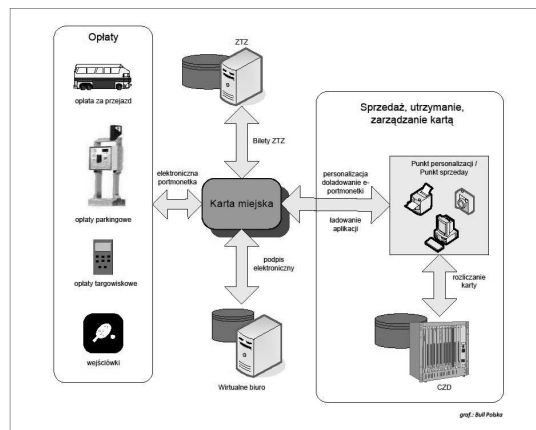 Opłaty
opłata za przejazd
opłaty parkingowe
opłaty targowiskowe
wejściówki
ZTZ
Bilety ZTZ
elektroniczna
portmonetka
Karta miejska
podpis
elektroniczny
Wirtualne biuro
personalizacja
doładowanie e-
portmonetki
ładowanie
aplikacji
Sprzedaż, utrzymanie,
zarządzanie kartą
Punkt personalizacji /
Punkt sprzeday
rozliczanie
karty
CZD
graf.: Bull Polska